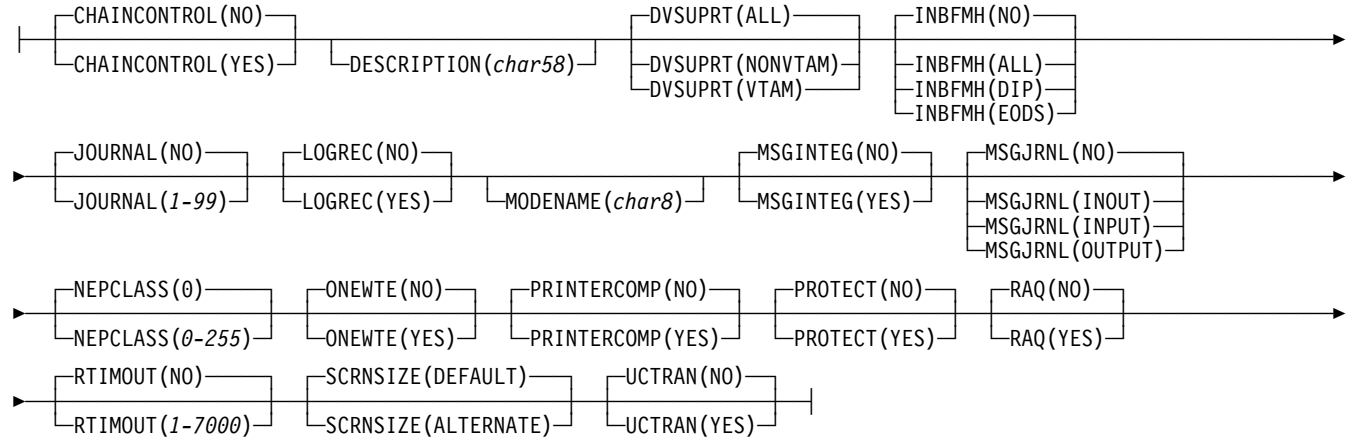 CHAINCONTROL(NO) DVSUPRT(ALL) INBFMH(NO)
CHAINCONTROL(YES) DESCRIPTION(char58) DVSUPRT(NONVTAM) INBFMH(ALL)
DVSUPRT(VTAM) INBFMH(DIP)
INBFMH(EODS)
JOURNAL(NO) LOGREC(NO) MSGINTEG(NO) MSGJRNL(NO)
JOURNAL(1-99) LOGREC(YES) MODENAME(char8) MSGINTEG(YES) MSGJRNL(INOUT)
MSGJRNL(INPUT)
MSGJRNL(OUTPUT)
NEPCLASS(0) ONEWTE(NO) PRINTERCOMP(NO) PROTECT(NO) RAQ(NO)
NEPCLASS(0-255) ONEWTE(YES) PRINTERCOMP(YES) PROTECT(YES) RAQ(YES)
RTIMOUT(NO) SCRNSIZE(DEFAULT) UCTRAN(NO)
RTIMOUT(1-7000) SCRNSIZE(ALTERNATE) UCTRAN(YES)